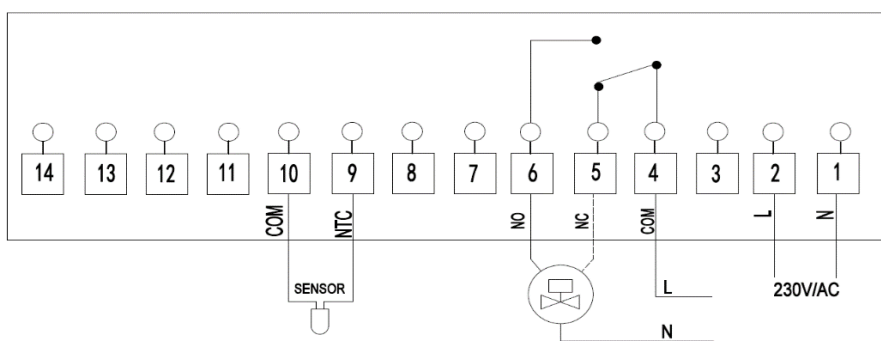 14 13 12 11 10 9 8 7 6 5 4 3 2 1
COM NTC NO NC COM L N
SENSOR L 230V/AC
N